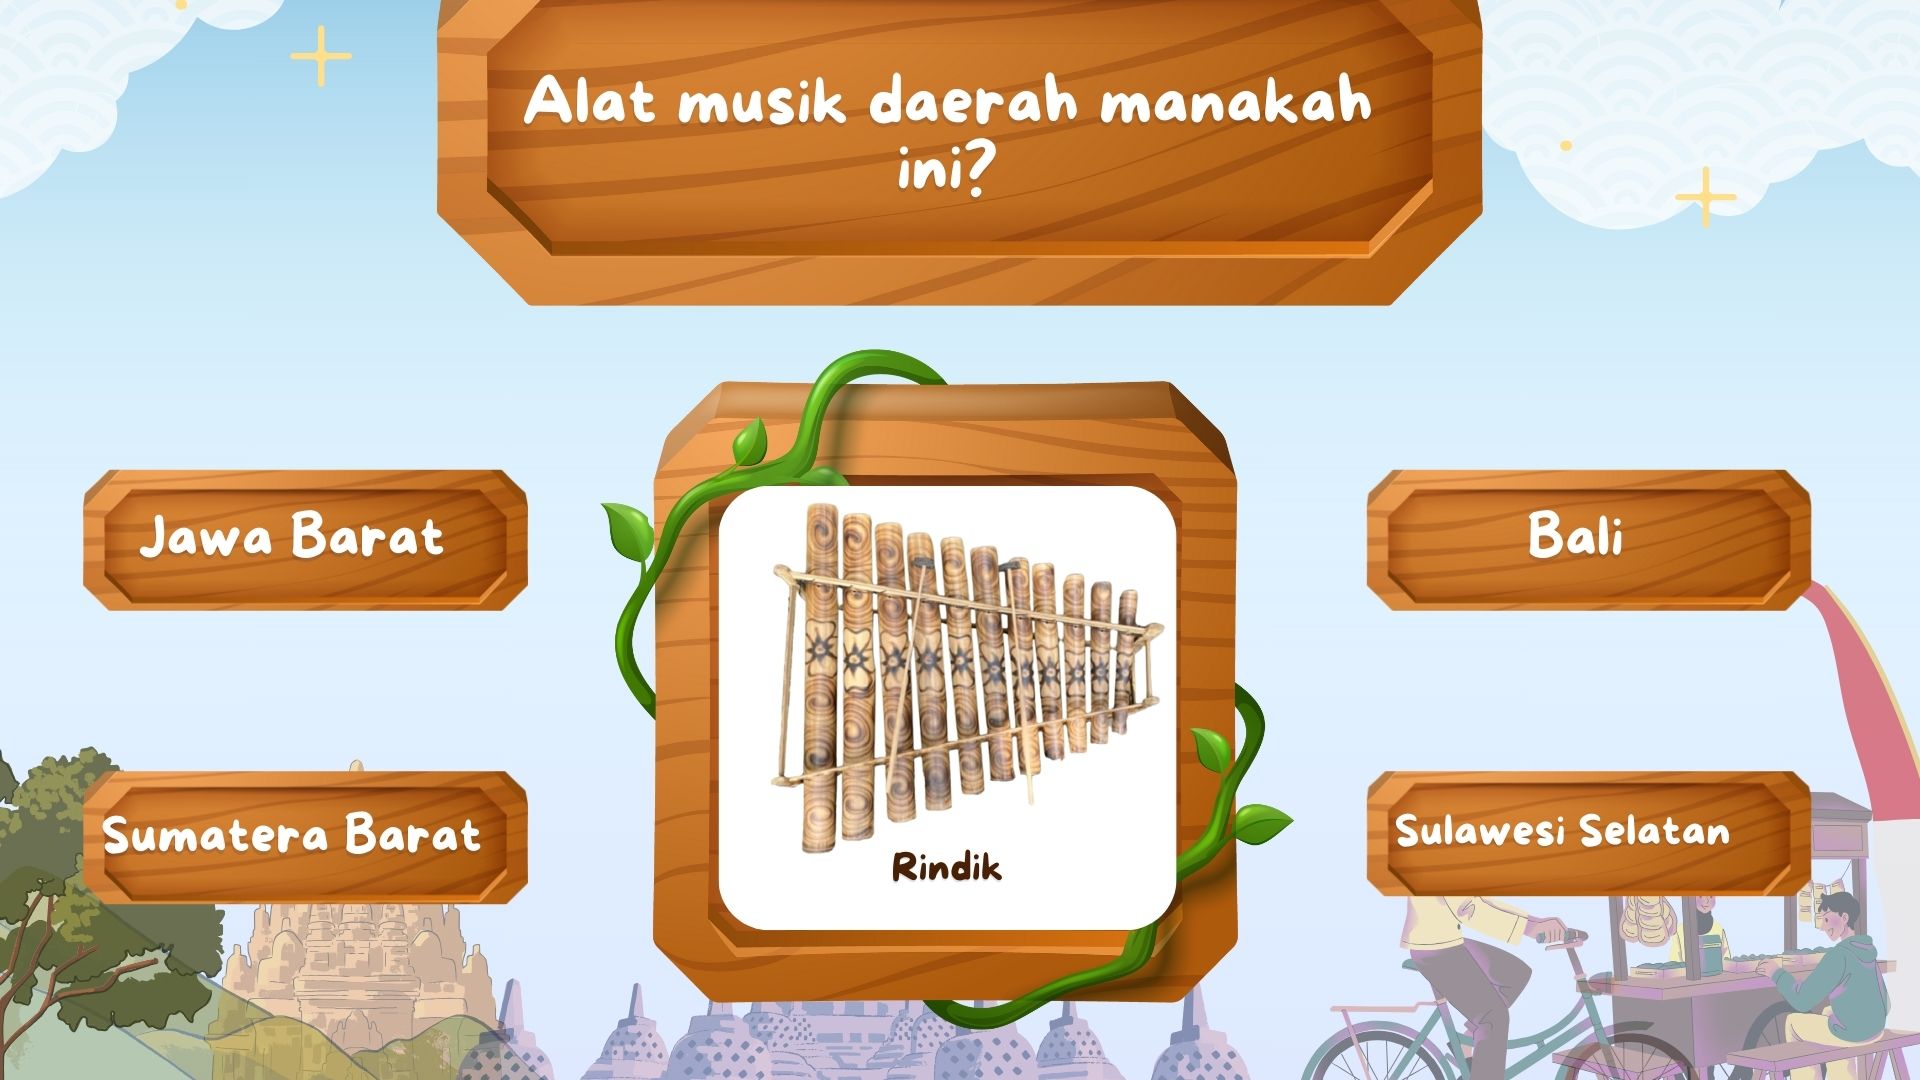 Alat musik daerah manakah
ini?
Jawa Barat
Bali
Sumatera Barat
Sulawesi Selatan
Rindik